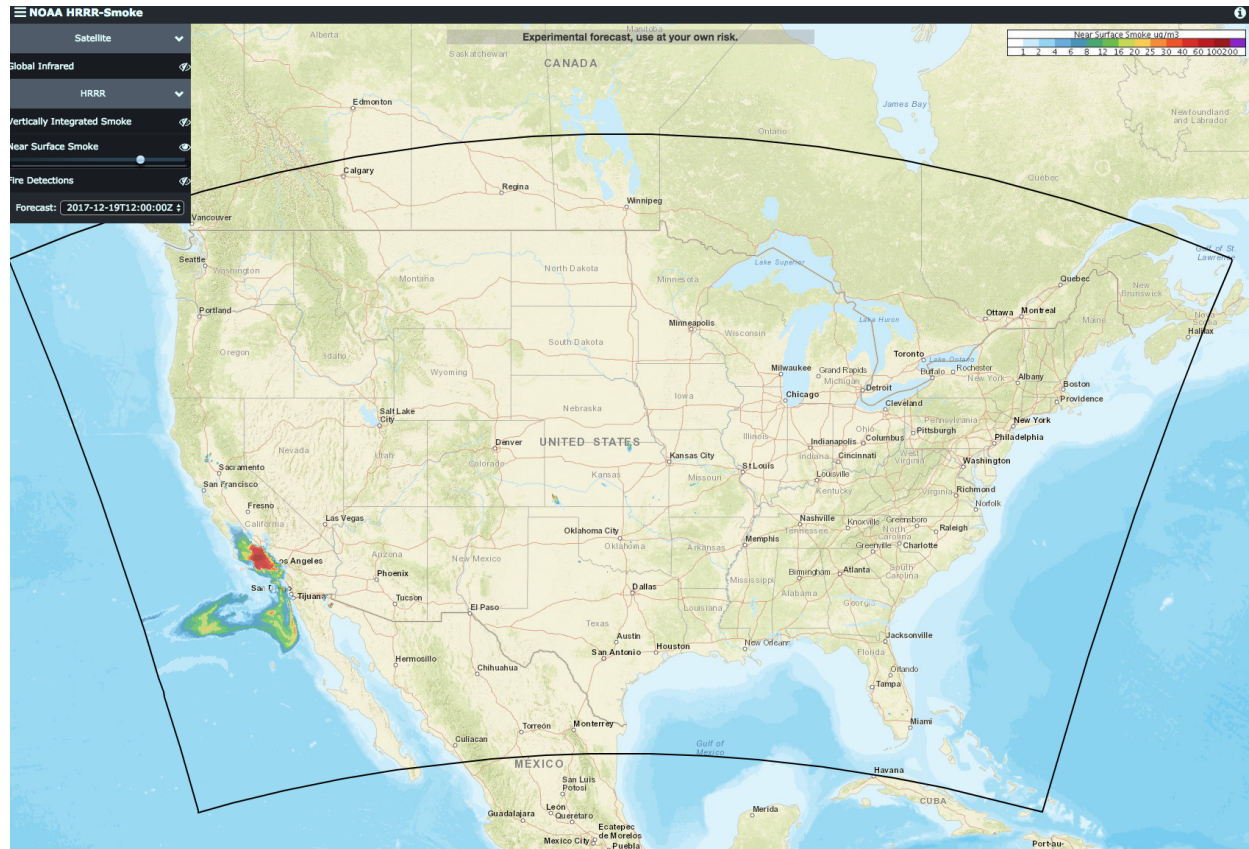 NOAA HRRR-Smoke
Satellite
Global Infrared
HRRR
Vertically Integrated Smoke
Near Surface Smoke
Fire Detections
Forecast: 2017-12-19T12:00:00Z
Experimental forecast, use at your own risk.
Near Surface Smoke ug/m3
1 2 4 6 8 12 16 20 25 30 40 60 100 200
Alberta
Saskatchewan
Manitoba
CANADA
Edmonton
James Bay
Newfoundland
and Labrador
Ontario
Calgary
Québec
Regina
Winnipeg
Vancouver
Gulf of St.
Lawrence
Seattle
Washington
Lake Superior
Quebec
North Dakota
Montana
Minnesota
New
Brunswick
Portland
Ottawa
Montreal
Maine
Nova
Scotia
Halifax
Minneapolis
Lake Huron
Wisconsin
South Dakota
Oregon
Idaho
Toronto
Lake Ontario
Wyoming
Milwaukee
Grand Rapids
Michigan
Buffalo
Rochester
New York
Albany
Detroit
Boston
Providence
Chicago
Iowa
Cleveland
Salt Lake
City
Nebraska
Pennsylvania
New York
Nevada
Utah
Denver
UNITED STATES
Illinois
Indianapolis
Ohio
Columbus
Pittsburgh
Philadelphia
Sacramento
Colorado
Kansas City
Indiana
Cincinnati
West
Virginia
Washington
San Francisco
Kansas
Missouri
St Louis
Louisville
Kentucky
Virginia
Richmond
Norfolk
Fresno
California
Las Vegas
Nashville
Tennessee
Knoxville
Greensboro
Raleigh
Oklahoma City
Oklahoma
Arkansas
Memphis
Greenville
North
Carolina
Charlotte
Los Angeles
Arizona
New Mexico
Phoenix
Birmingham
Atlanta
South
Carolina
Tijuana
Tucson
El Paso
Dallas
Mississippi
Alabama
Georgia
Louisiana
Texas
Austin
San Antonio
Houston
New Orleans
Jacksonville
Florida
Hermosillo
Chihuahua
Orlando
Tampa
Torreón
Monterrey
Miami
Culiacan
Gulf of
Mexico
MÉXICO
Havana
San Luis
Potosí
CUBA
León
Querétaro
Guadalajara
Merida
Ecatepec
de Morelos
Mexico City
Puebla
Port-au-